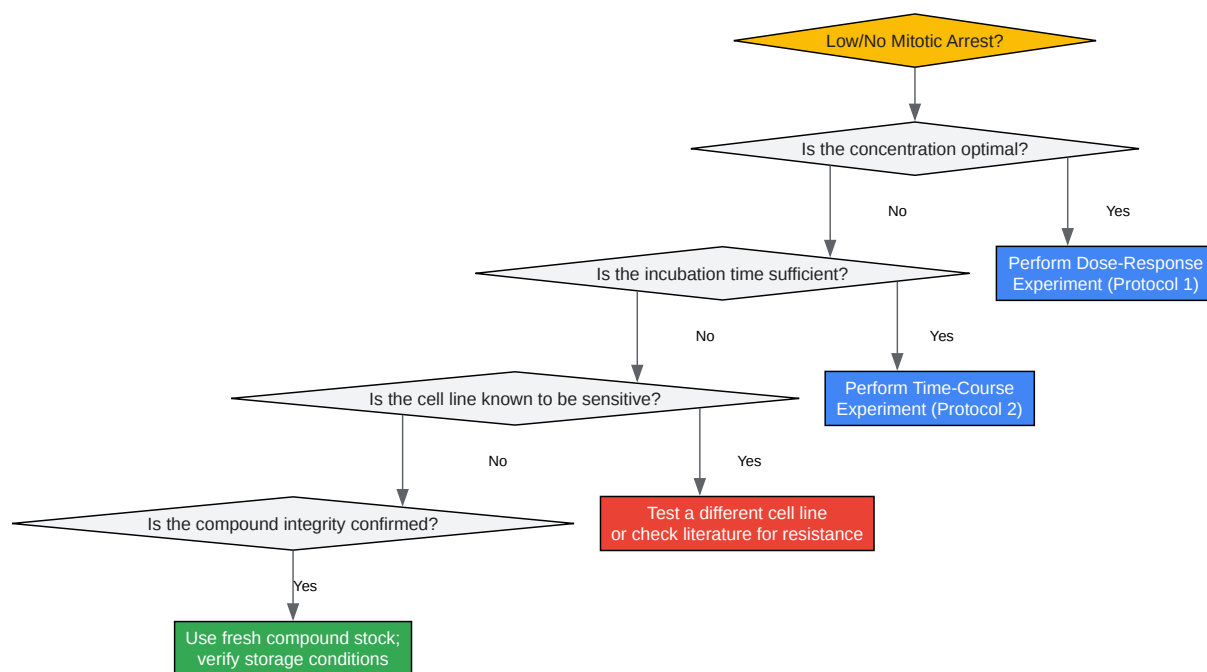 Low/No Mitotic Arrest?
Is the concentration optimal?
No
Yes
Is the incubation time sufficient?
Perform Dose-Response
Experiment (Protocol 1)
No
Yes
Is the cell line known to be sensitive?
Perform Time-Course
Experiment (Protocol 2)
No
Yes
Is the compound integrity confirmed?
Test a different cell line
or check literature for resistance
Yes
Use fresh compound stock;
verify storage conditions